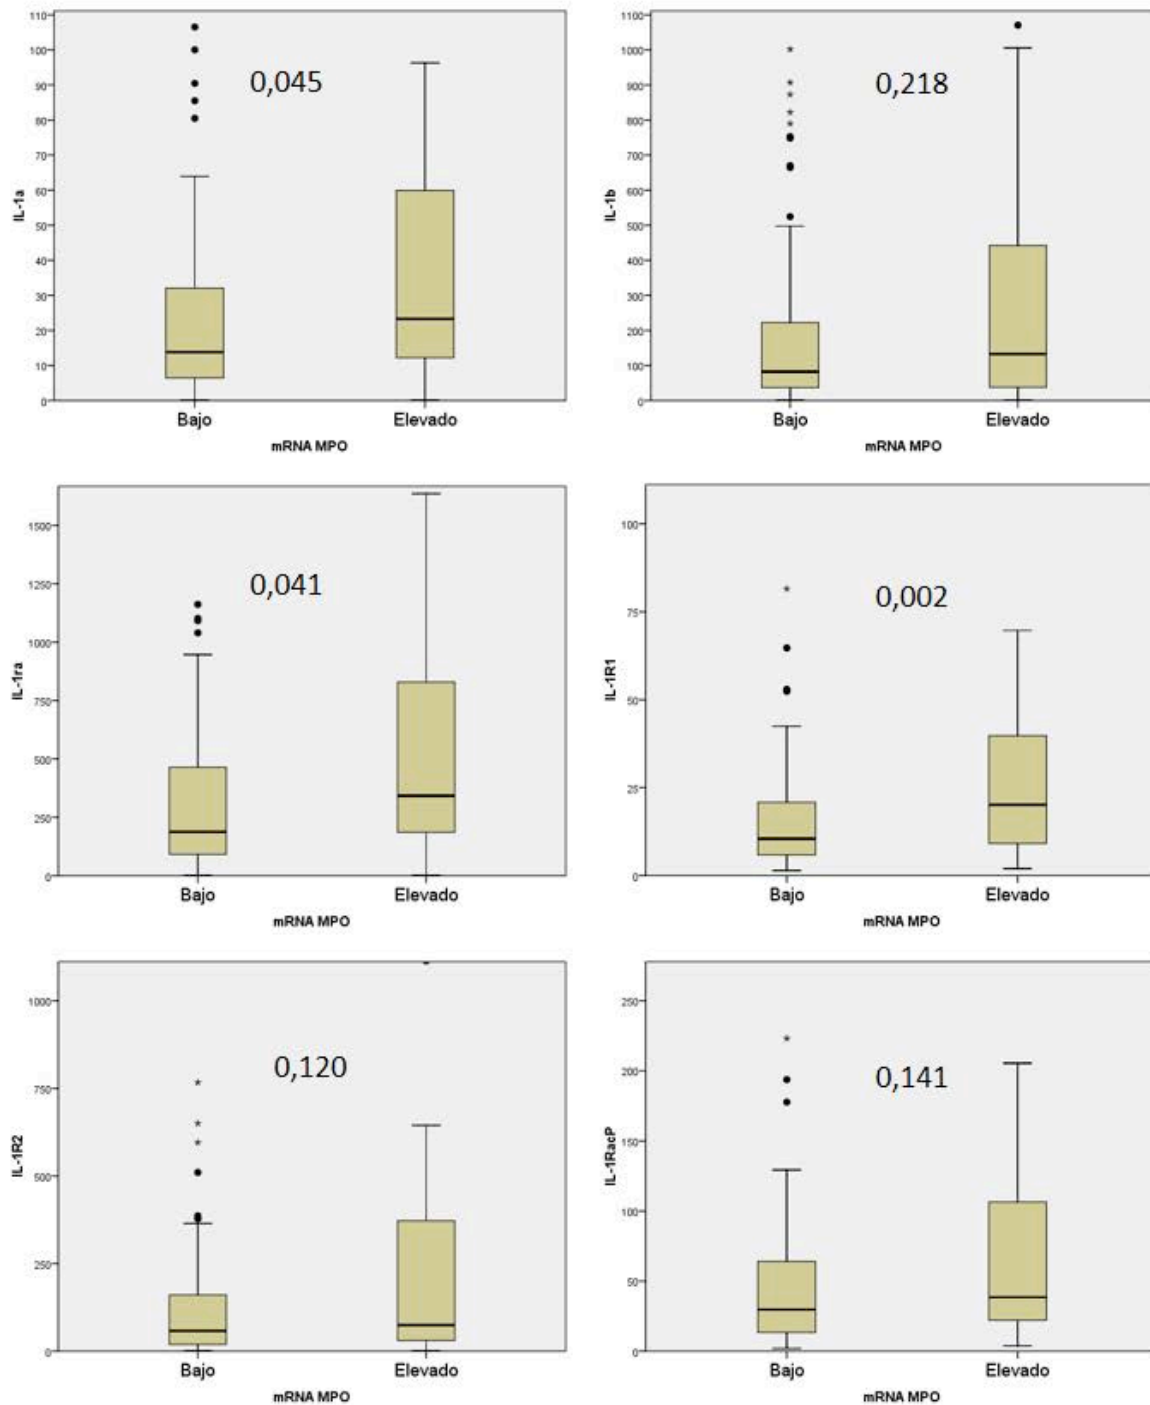 110
100
90
80
70
60
50
40
30
20
10
0
IL-1a
0,045
Bajo
Elevado
mRNA MPO
1100
1000
900
800
700
600
500
400
300
200
100
0
IL-1b
0,218
Bajo
Elevado
mRNA MPO
1500
1250
1000
750
500
250
0
IL-1ra
0,041
Bajo
Elevado
mRNA MPO
100
75
50
25
0
IL-1R1
0,002
Bajo
Elevado
mRNA MPO
1000
750
500
250
0
IL-1R2
0,120
Bajo
Elevado
mRNA MPO
250
200
150
100
50
0
IL-1RacP
0,141
Bajo
Elevado
mRNA MPO